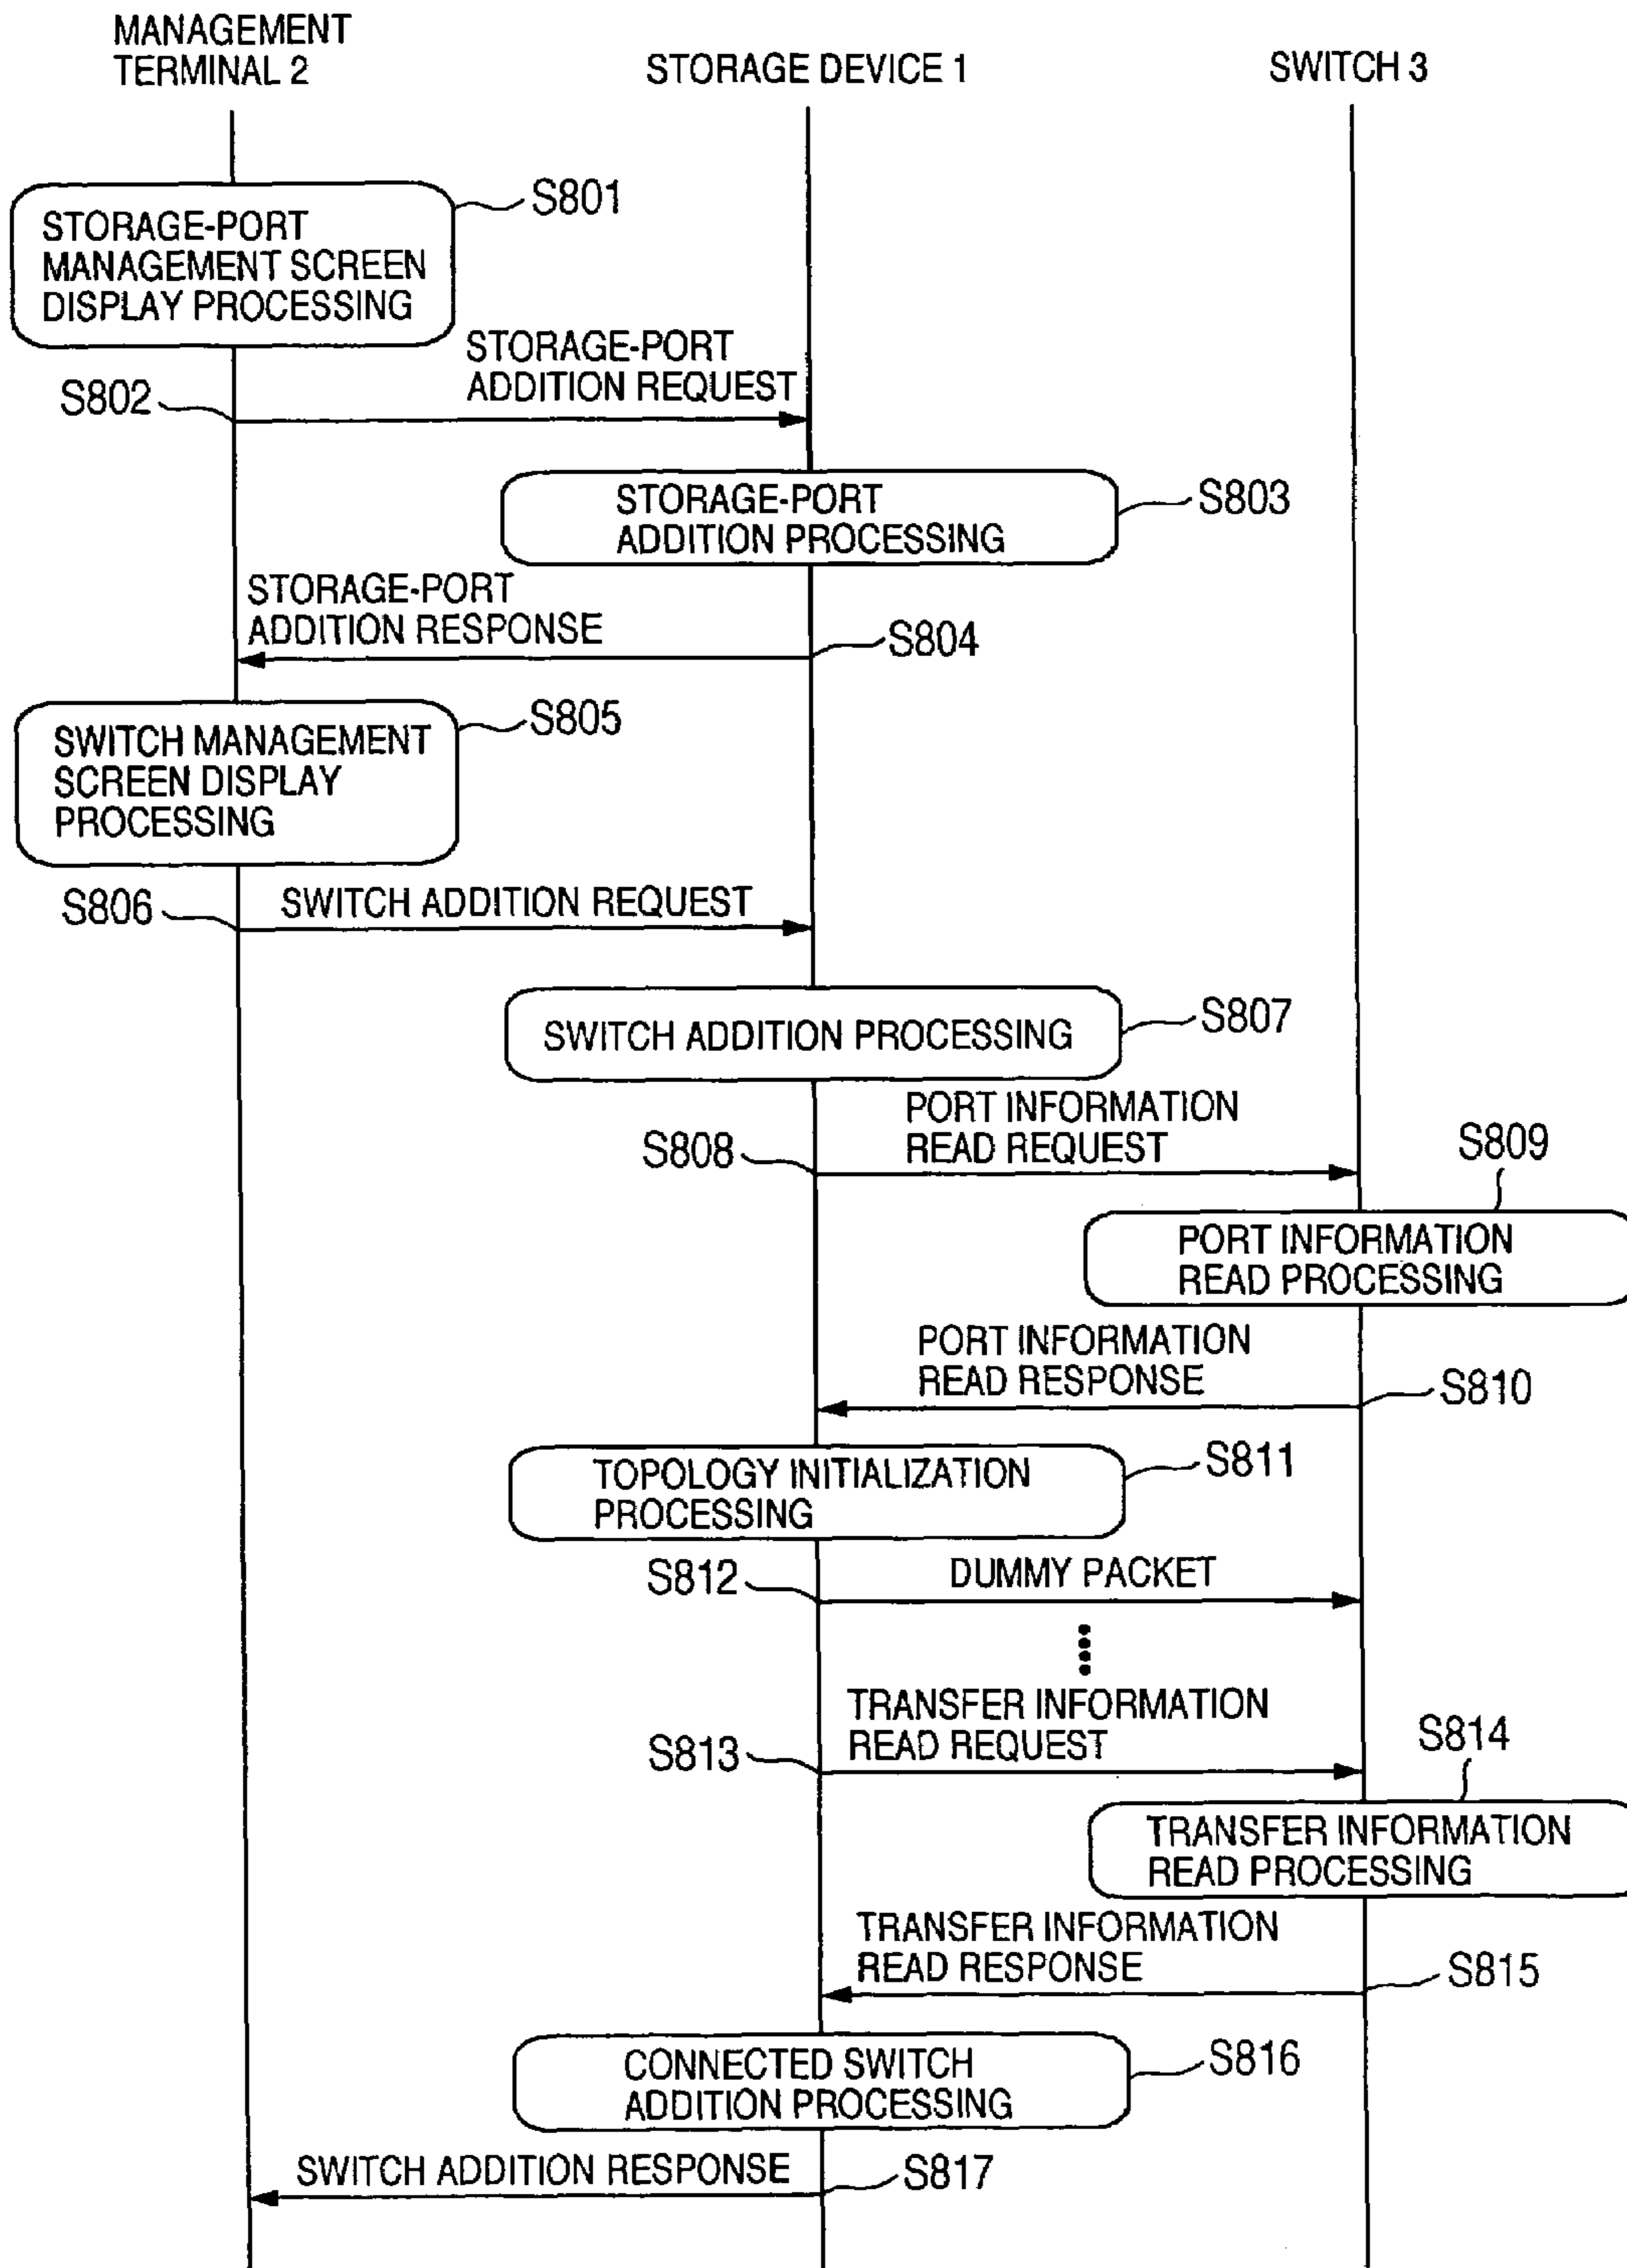 MANAGEMENT
TERMINAL 2
STORAGE DEVICE 1
SWITCH 3
STORAGE-PORT
MANAGEMENT SCREEN
DISPLAY PROCESSING
S801
STORAGE-PORT
ADDITION REQUEST
S802
STORAGE-PORT
ADDITION PROCESSING
S803
STORAGE-PORT
ADDITION RESPONSE
S804
SWITCH MANAGEMENT
SCREEN DISPLAY
PROCESSING
S805
S806
SWITCH ADDITION REQUEST
SWITCH ADDITION PROCESSING
S807
PORT INFORMATION
READ REQUEST
S808
S809
PORT INFORMATION
READ PROCESSING
PORT INFORMATION
READ RESPONSE
S810
TOPOLOGY INITIALIZATION
PROCESSING
S811
S812
DUMMY PACKET
TRANSFER INFORMATION
READ REQUEST
S813
S814
TRANSFER INFORMATION
READ PROCESSING
TRANSFER INFORMATION
READ RESPONSE
S815
CONNECTED SWITCH
ADDITION PROCESSING
S816
SWITCH ADDITION RESPONSE
S817